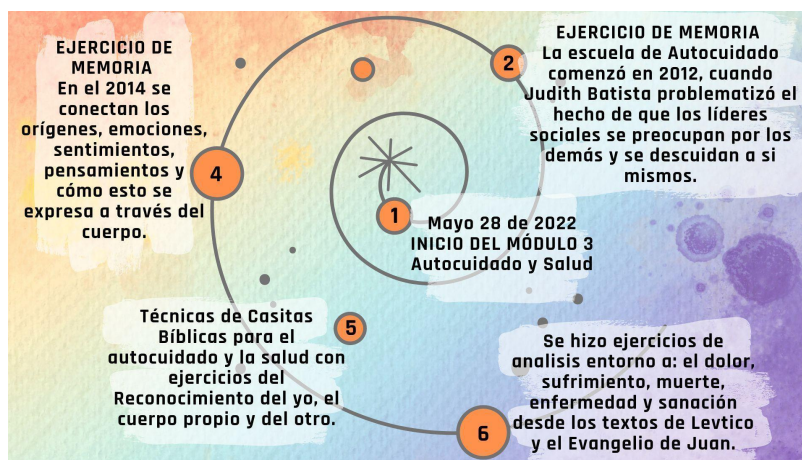 EJERCICIO DE
MEMORIA
En el 2014 se
conectan los
orígenes, emociones,
sentimientos,
pensamientos y
cómo esto se
expresa a través del
cuerpo.
4
2
EJERCICIO DE MEMORIA
La escuela de Autocuidado
comenzó en 2012, cuando
Judith Batista problematizó el
hecho de que los líderes
sociales se preocupan por los
demás y se descuidan a si
mismos.
1
Mayo 28 de 2022
INICIO DEL MÓDULO 3
Autocuidado y Salud
Técnicas de Casitas
Bíblicas para el
autocuidado y la salud con
ejercicios del
Reconocimiento del yo, el
cuerpo propio y del otro.
5
6
Se hizo ejercicios de
analisis entorno a: el dolor,
sufrimiento, muerte,
enfermedad y sanación
desde los textos de Levtico
y el Evangelio de Juan.